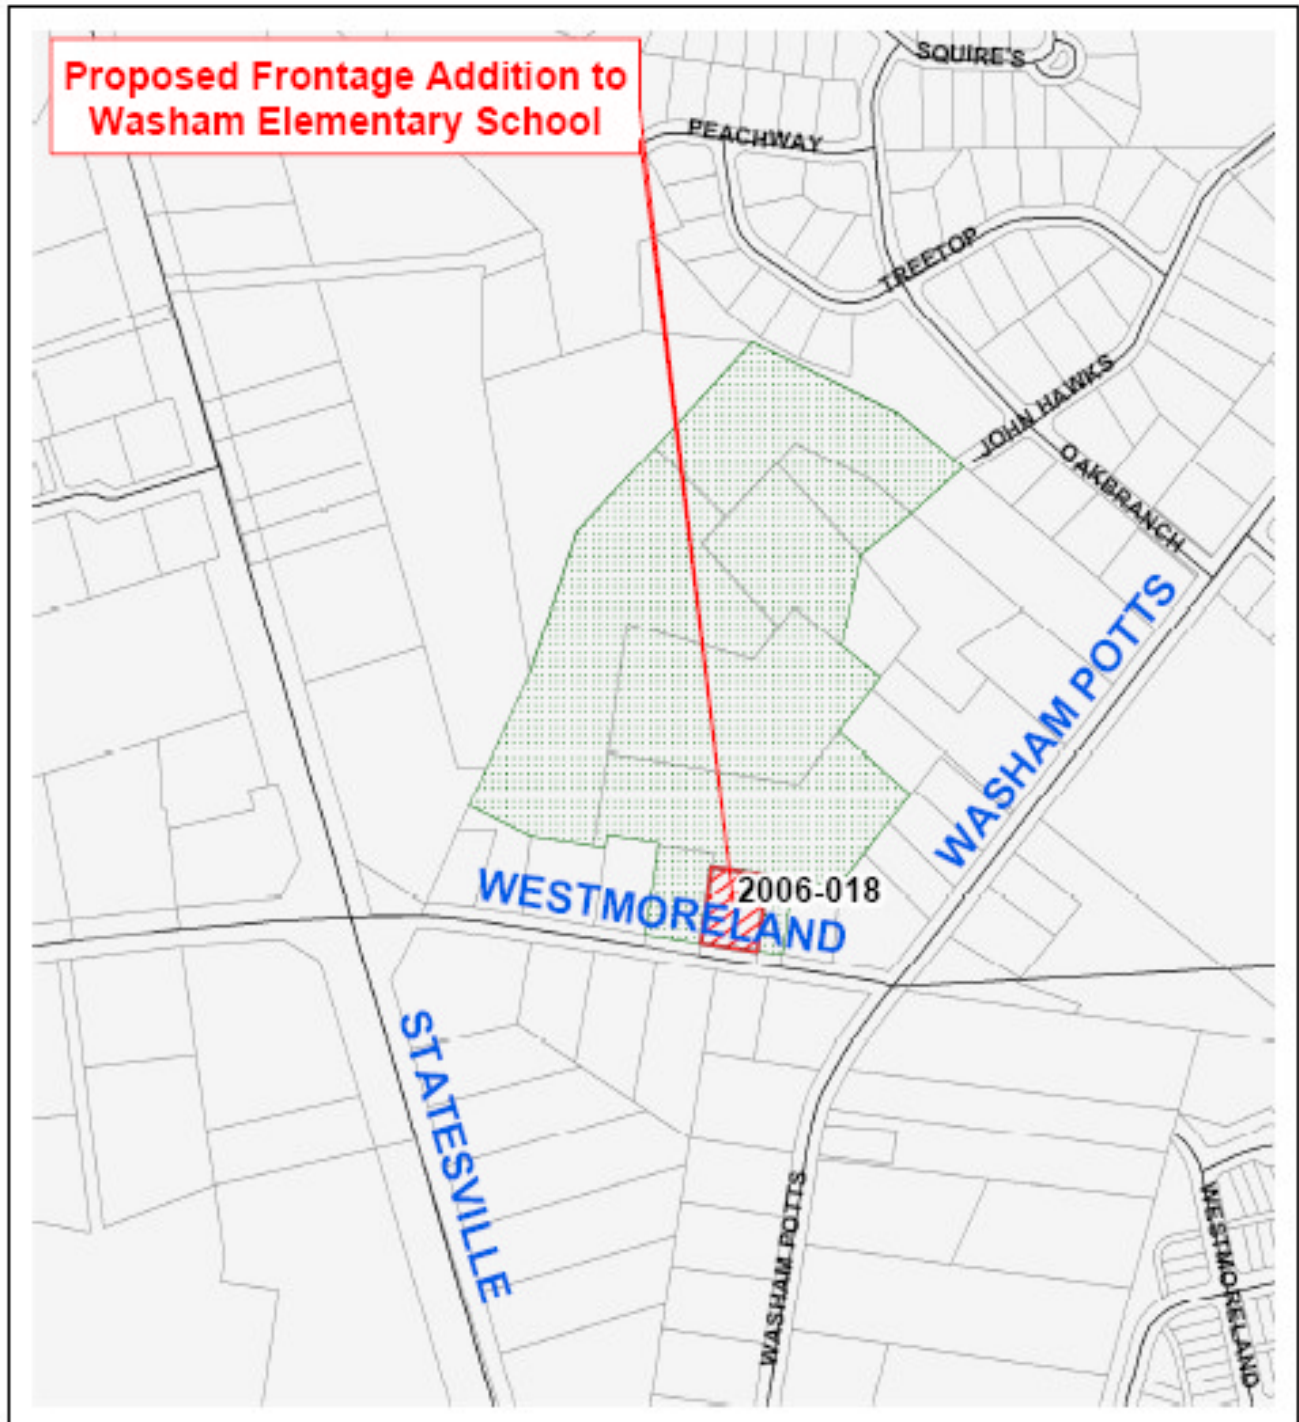 Proposed Frontage Addition to
Washam Elementary School
SQUIRE'S
PEACHWAY
TREETOP
JOHN HAWKS
OAKBRANCH
WASHAM POTTS
2006-018
WESTMORELAND
STATESVILLE
WASHAM POTTS
WESTMORELAND